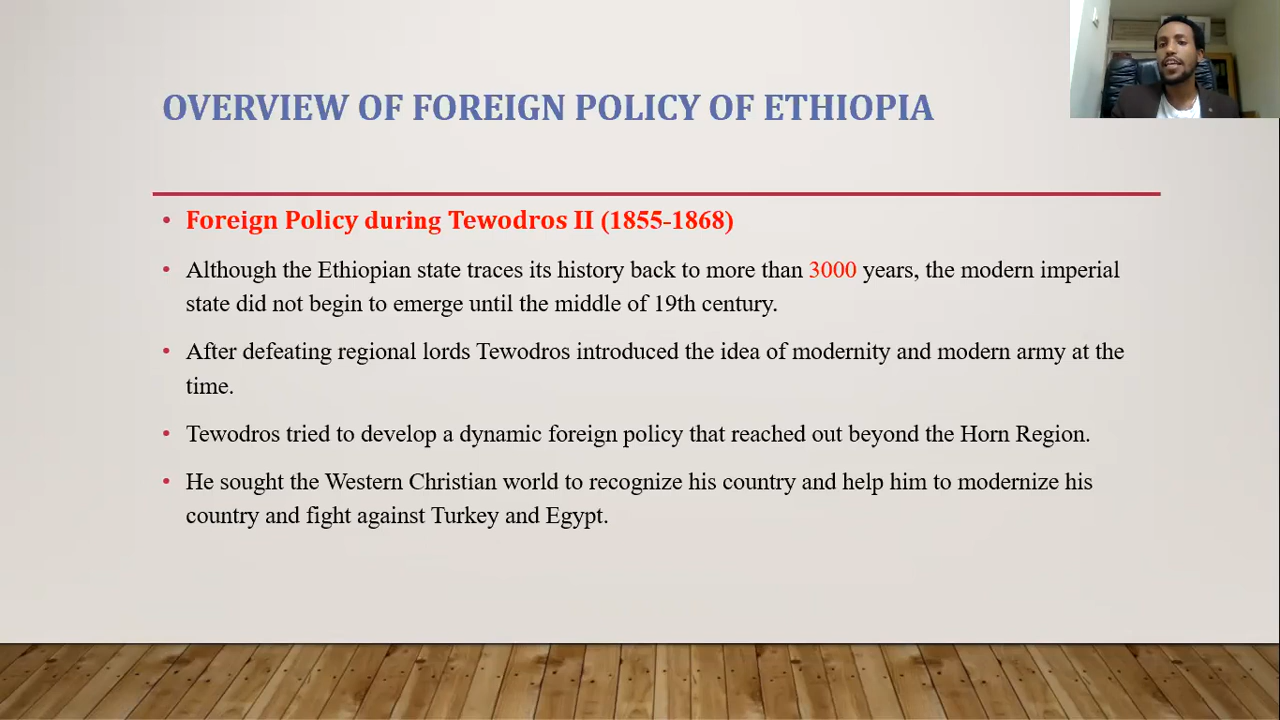 OVERVIEW OF FOREIGN POLICY OF ETHIOPIA
• Foreign Policy during Tewodros II (1855-1868)
• Although the Ethiopian state traces its history back to more than 3000 years, the modern imperial
state did not begin to emerge until the middle of 19th century.
• After defeating regional lords Tewodros introduced the idea of modernity and modern army at the
time.
• Tewodros tried to develop a dynamic foreign policy that reached out beyond the Horn Region.
• He sought the Western Christian world to recognize his country and help him to modernize his
country and fight against Turkey and Egypt.